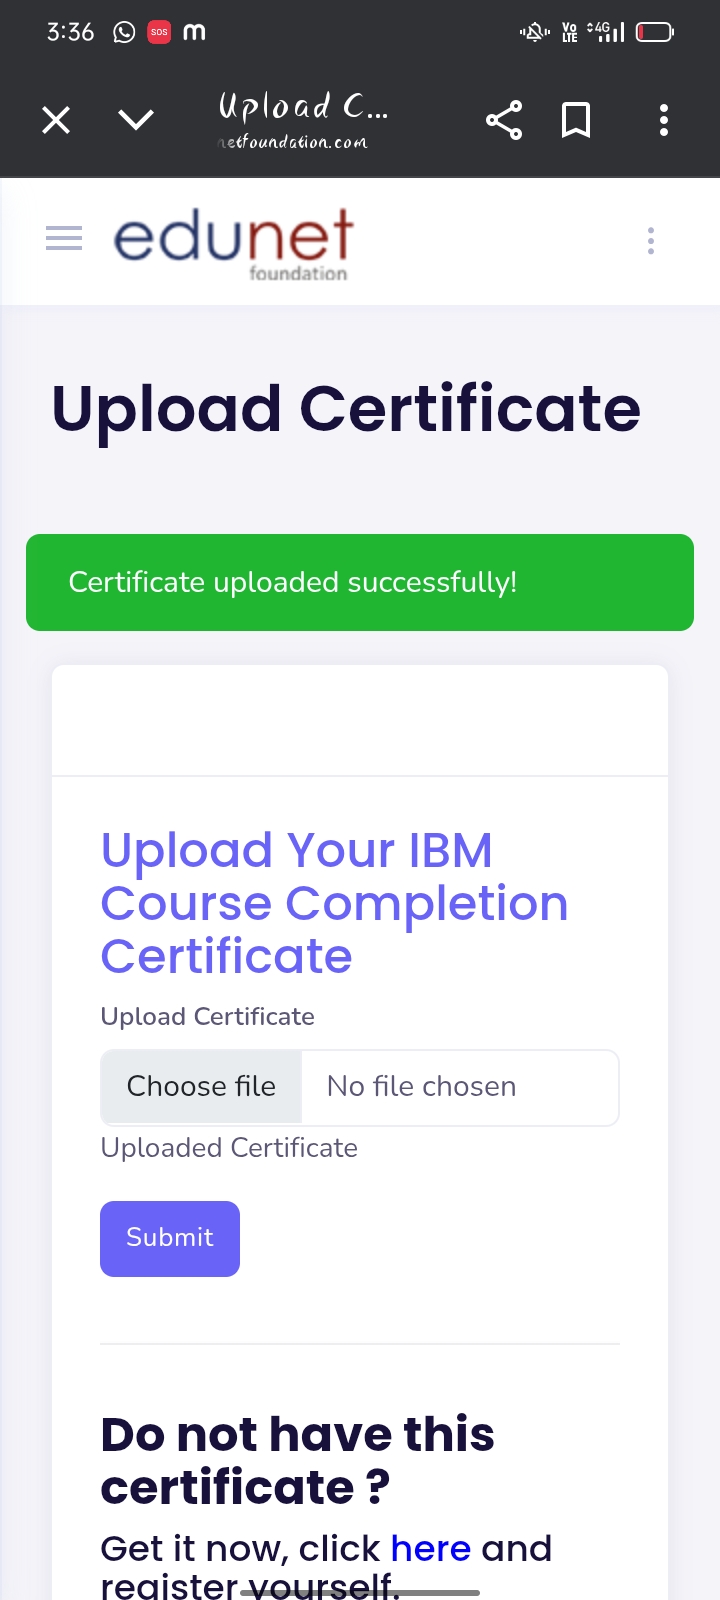 3:36 SOS m Vo LTE 4G
Upload C...
netfoundation.com
edunet
foundation
Upload Certificate
Certificate uploaded successfully!
Upload Your IBM
Course Completion
Certificate
Upload Certificate
Choose file No file chosen
Uploaded Certificate
Submit
Do not have this
certificate ?
Get it now, click here and
register yourself.